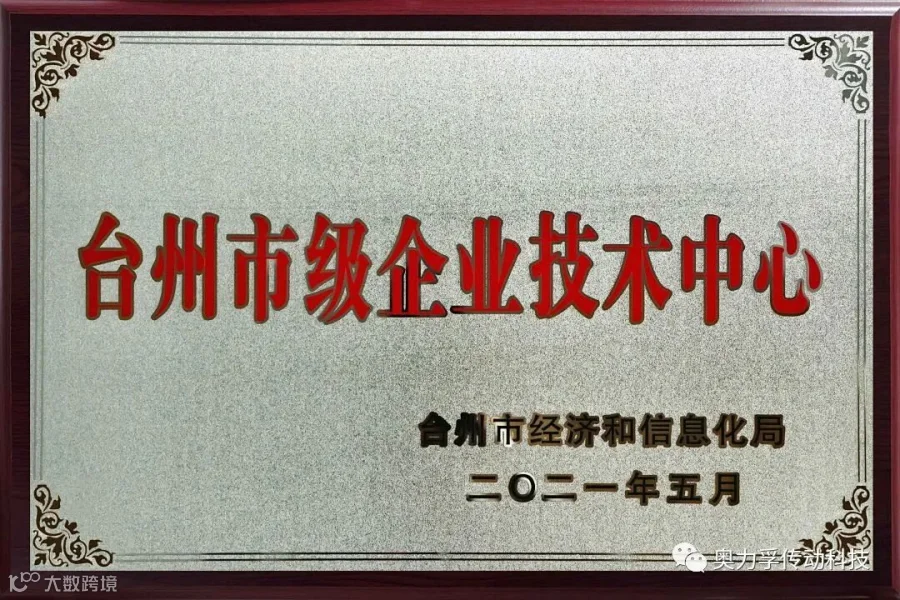 台州市级企业技术中心
台州市经济和信息化局
二〇二一年五月
奥力孚传动科技
大数跨境